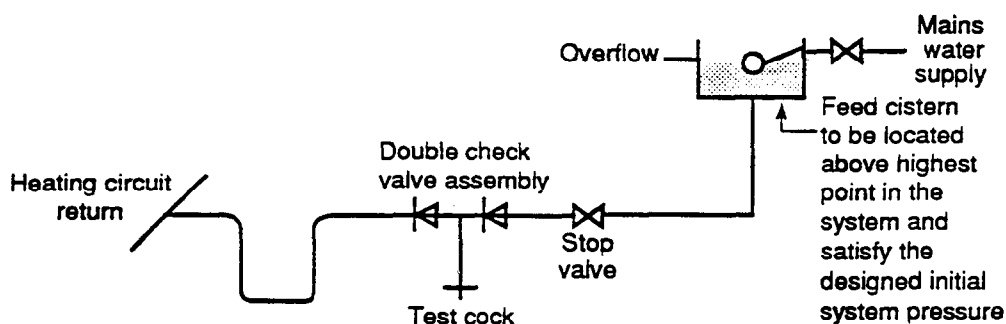 Overflow
Mains
water
supply
Feed cistern
to be located
above highest
point in the
system and
satisfy the
designed initial
system pressure
Double check
valve assembly
Heating circuit
return
Stop
valve
Test cock